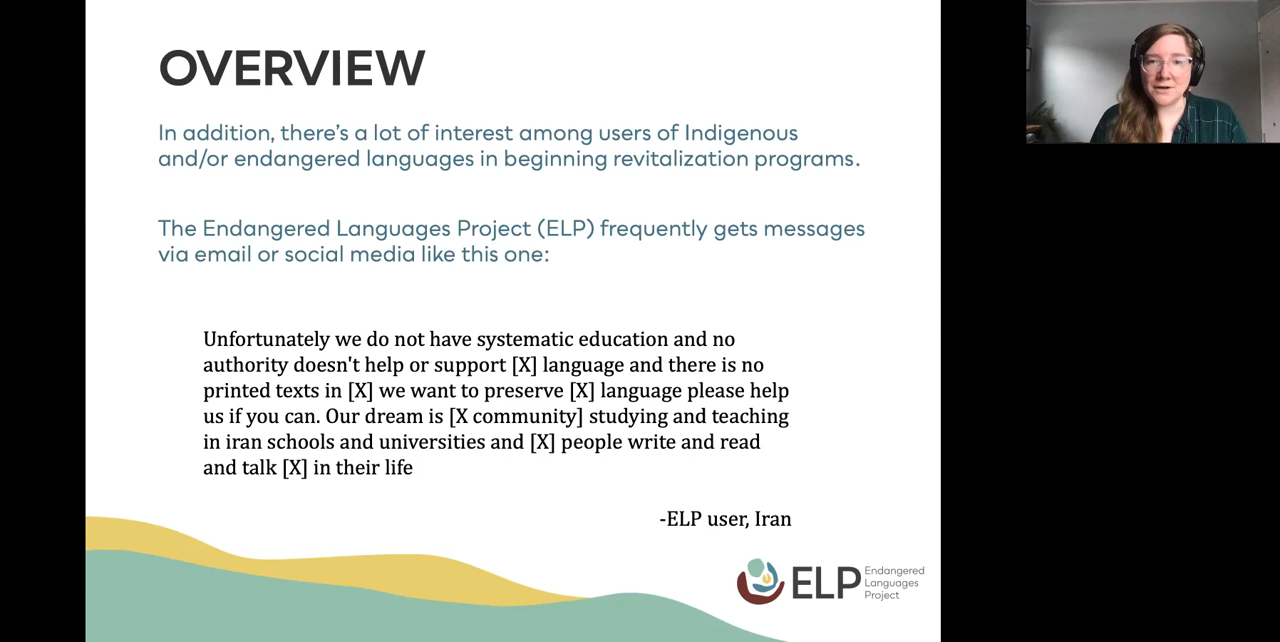 OVERVIEW
In addition, there's a lot of interest among users of Indigenous
and/or endangered languages in beginning revitalization programs.
The Endangered Languages Project (ELP) frequently gets messages
via email or social media like this one:
Unfortunately we do not have systematic education and no
authority doesn't help or support [X] language and there is no
printed texts in [X] we want to preserve [X] language please help
us if you can. Our dream is [X community] studying and teaching
in iran schools and universities and [X] people write and read
and talk [X] in their life
-ELP user, Iran
ELP
Endangered
Languages
Project